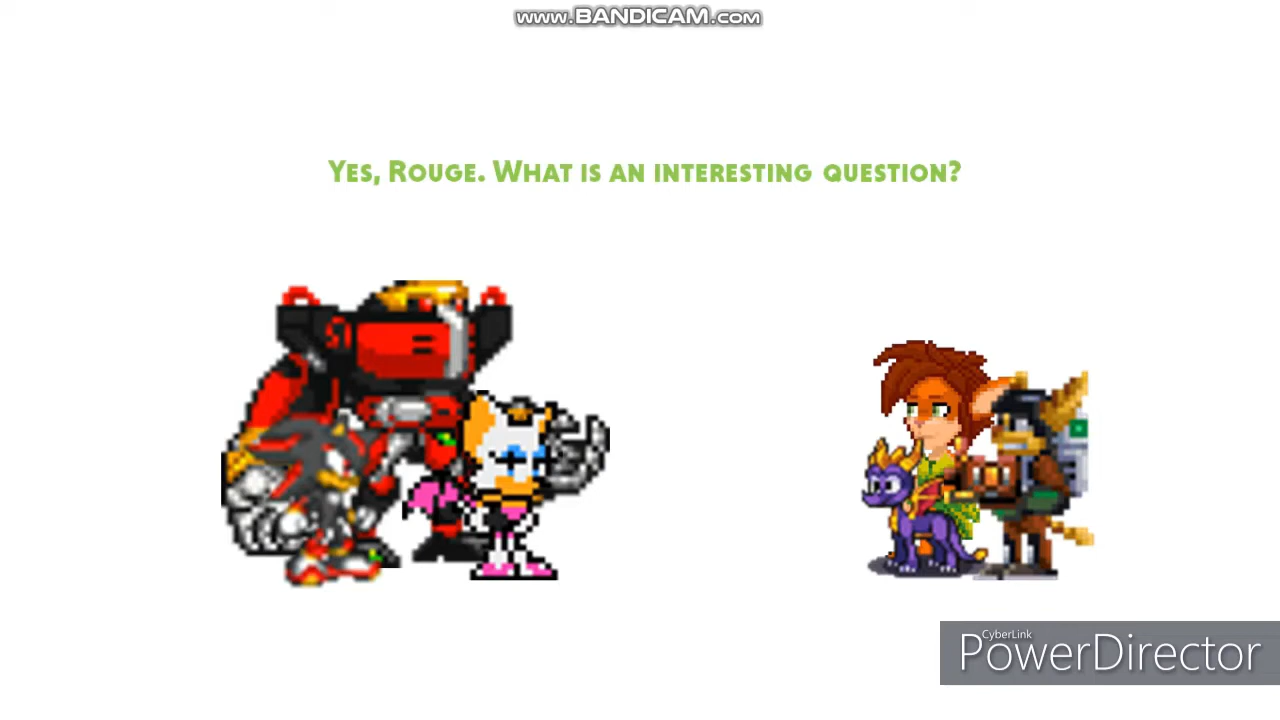 www.BANDICAM.com
Yes, Rouge. What is an interesting question?
CyberLink
PowerDirector